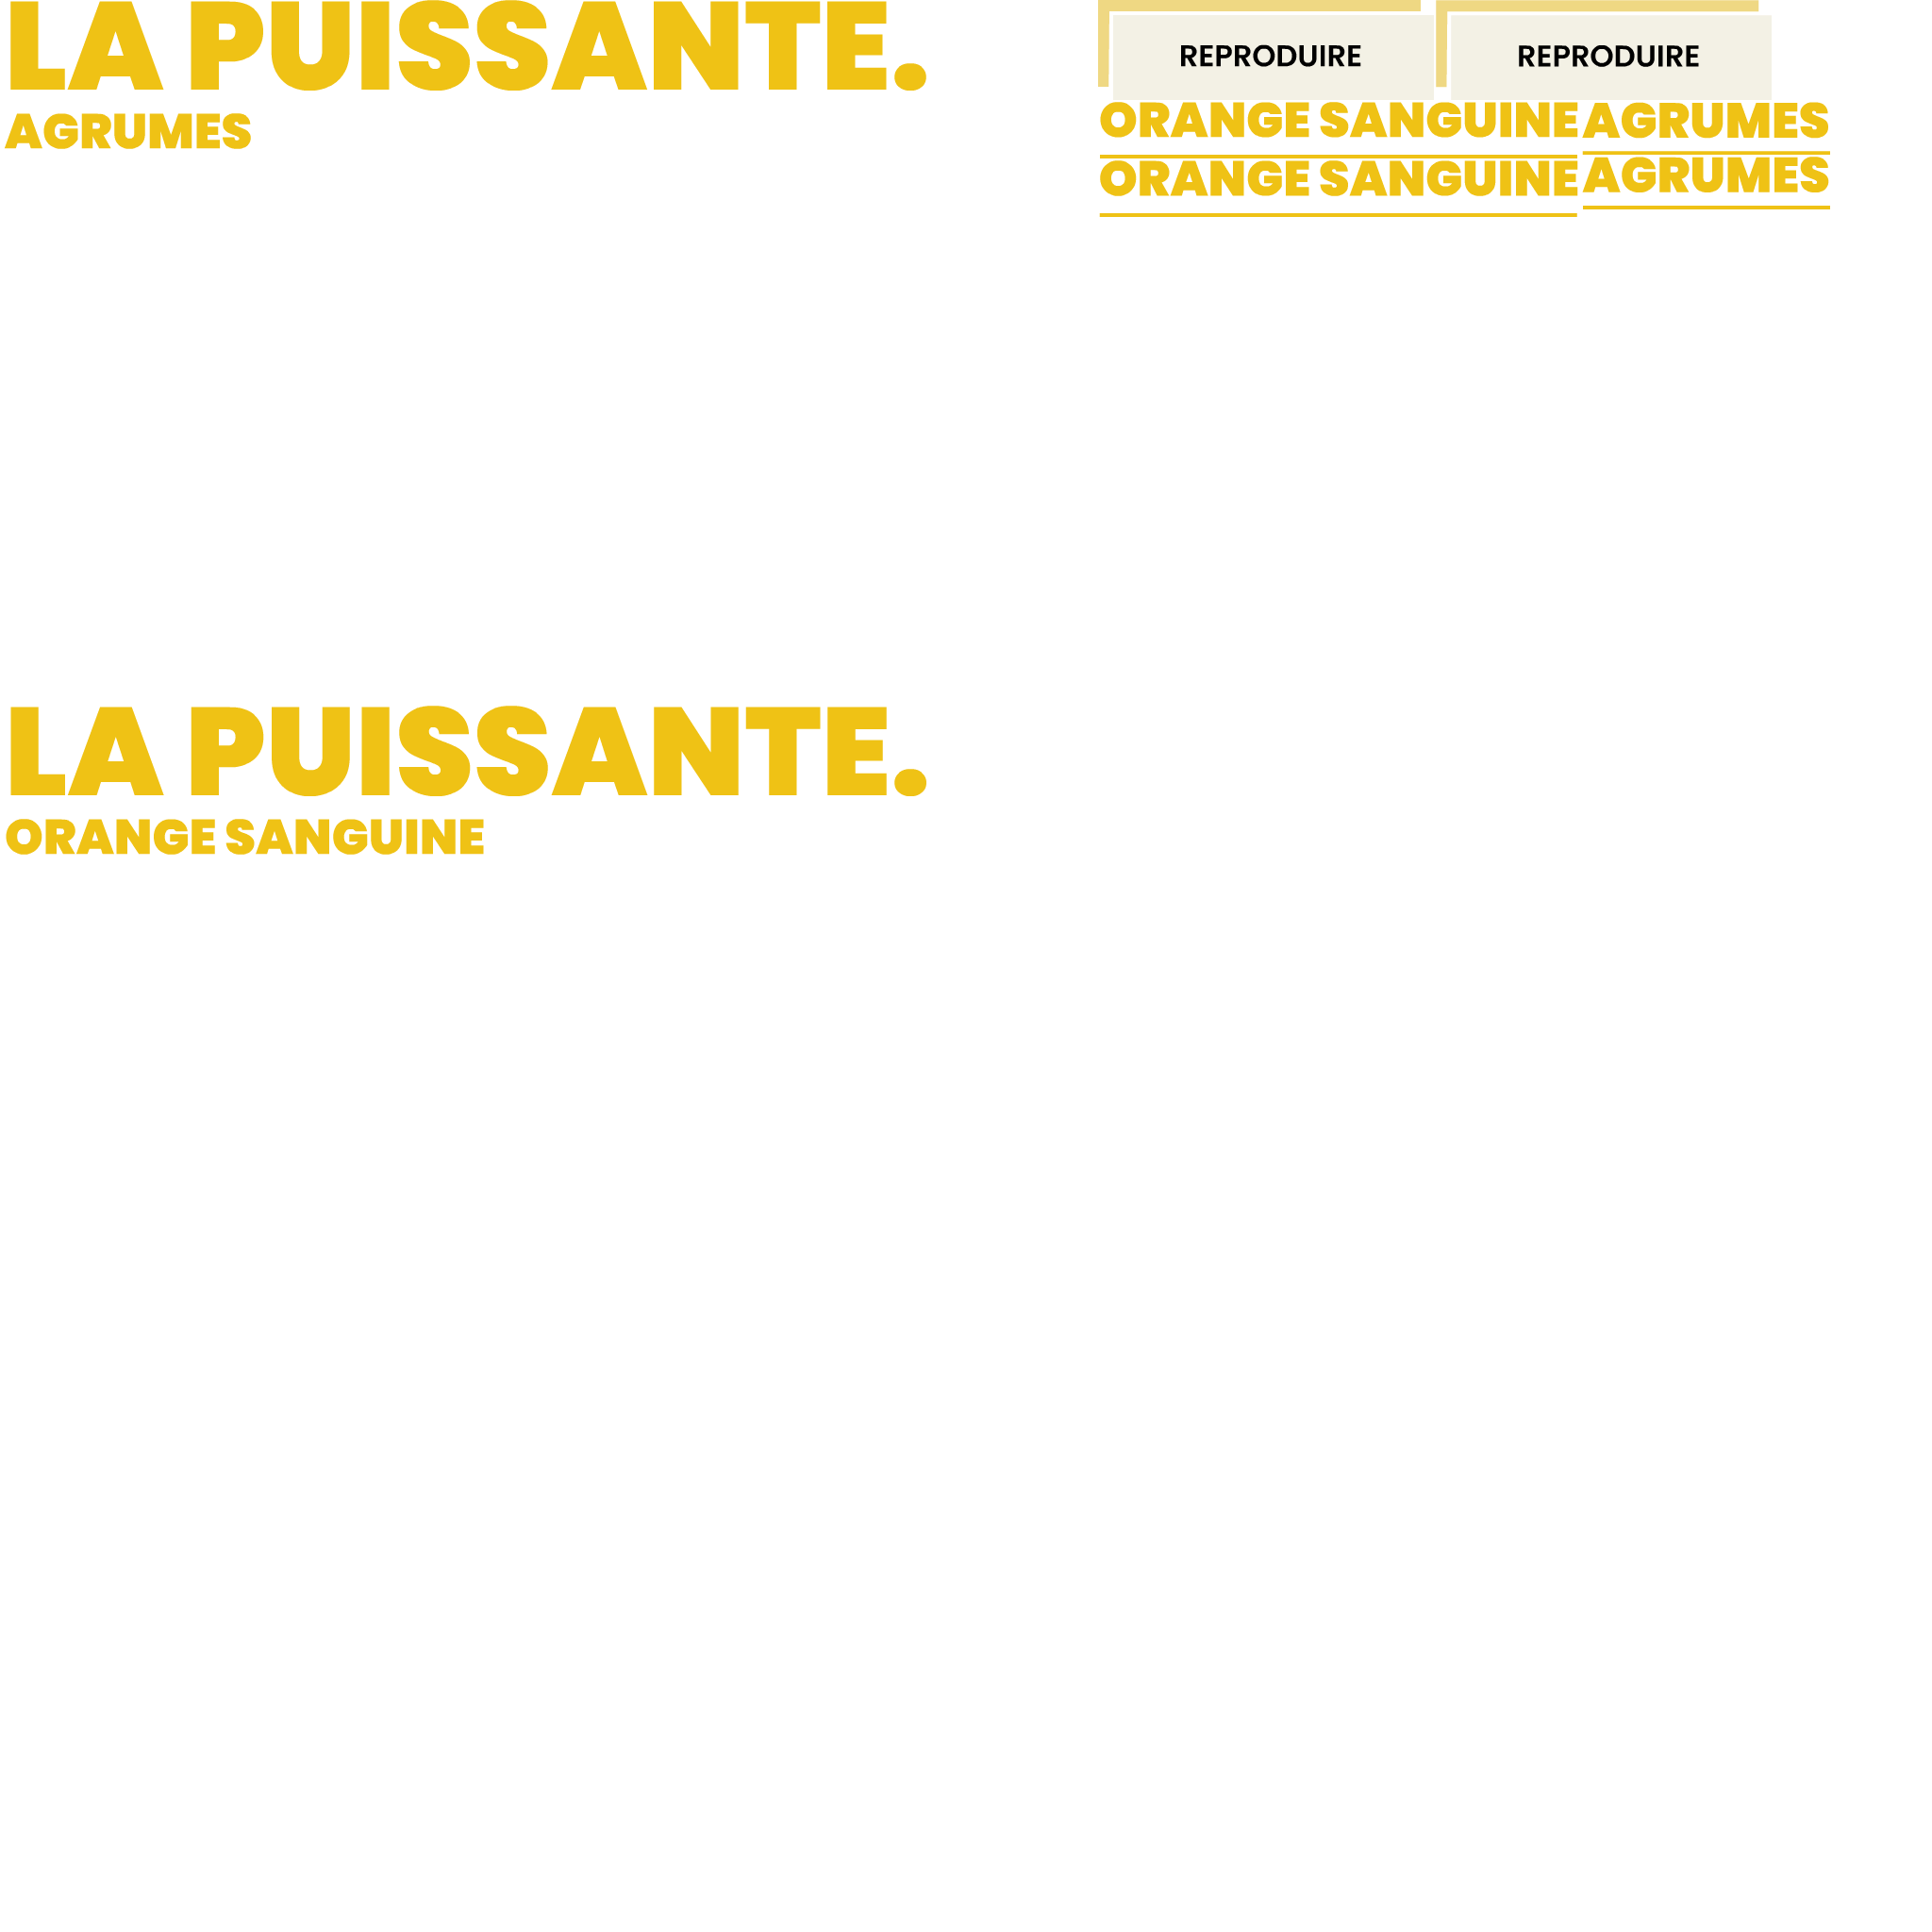 LA PUISSANTE.
AGRUMES
REPRODUIRE
REPRODUIRE
ORANGE SANGUINE
AGRUMES
ORANGE SANGUINE
AGRUMES
LA PUISSANTE.
ORANGE SANGUINE